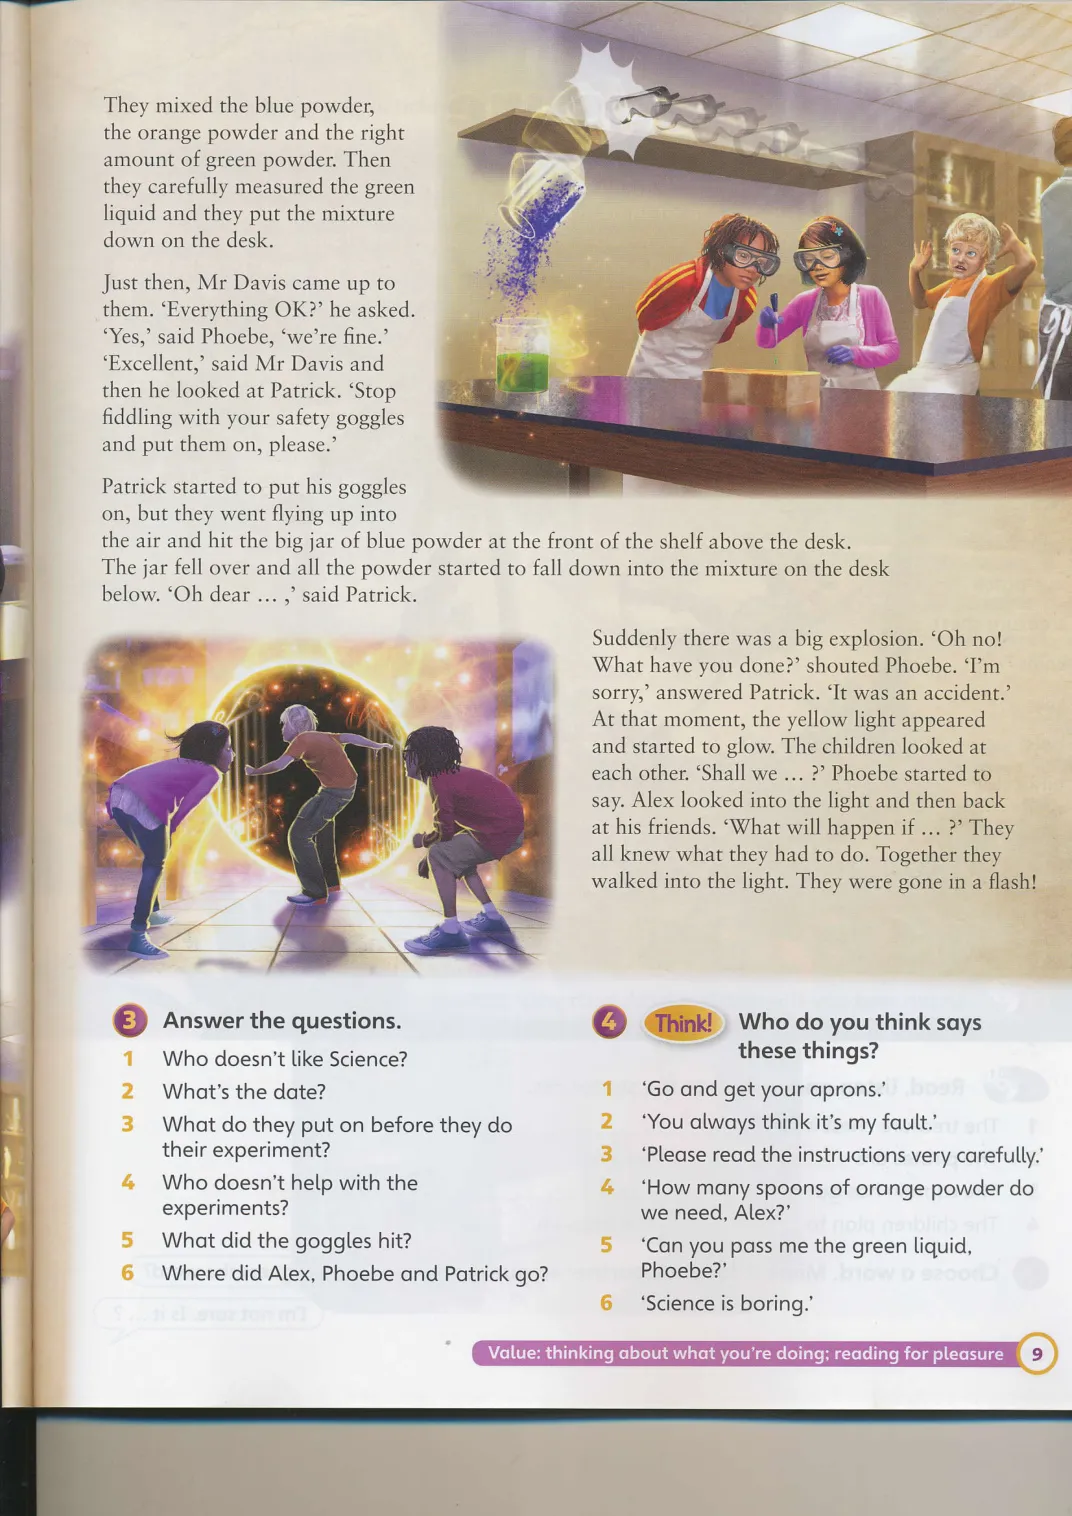 They mixed the blue powder,
the orange powder and the right
amount of green powder. Then
they carefully measured the green
liquid and they put the mixture
down on the desk.
Just then, Mr Davis came up to
them. ‘Everything OK?’ he asked.
‘Yes,’ said Phoebe, ‘we’re fine.’
‘Excellent,’ said Mr Davis and
then he looked at Patrick. ‘Stop
fiddling with your safety goggles
and put them on, please.’
Patrick started to put his goggles
on, but they went flying up into
the air and hit the big jar of blue powder at the front of the shelf above the desk.
The jar fell over and all the powder started to fall down into the mixture on the desk
below. ‘Oh dear ... ,’ said Patrick.
Suddenly there was a big explosion. ‘Oh no!
What have you done?’ shouted Phoebe. ‘I’m
sorry,’ answered Patrick. ‘It was an accident.’
At that moment, the yellow light appeared
and started to glow. The children looked at
each other. ‘Shall we ... ?’ Phoebe started to
say. Alex looked into the light and then back
at his friends. ‘What will happen if ... ?’ They
all knew what they had to do. Together they
walked into the light. They were gone in a flash!
3 Answer the questions.
1 Who doesn’t like Science?
2 What’s the date?
3 What do they put on before they do
their experiment?
4 Who doesn’t help with the
experiments?
5 What did the goggles hit?
6 Where did Alex, Phoebe and Patrick go?
4 Think! Who do you think says
these things?
1 ‘Go and get your aprons.’
2 ‘You always think it’s my fault.’
3 ‘Please read the instructions very carefully.’
4 ‘How many spoons of orange powder do
we need, Alex?’
5 ‘Can you pass me the green liquid,
Phoebe?’
6 ‘Science is boring.’
Value: thinking about what you’re doing; reading for pleasure 9